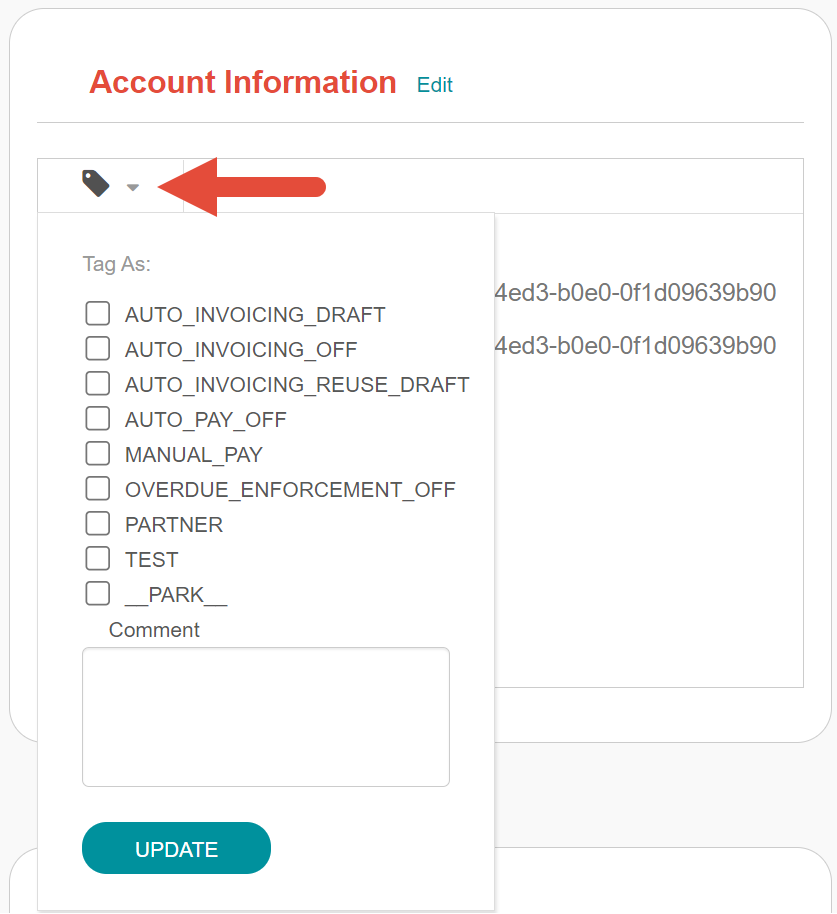 Account Information Edit
Tag As:
4ed3-b0e0-0f1d09639b90
AUTO_INVOICING_DRAFT
4ed3-b0e0-0f1d09639b90
AUTO_INVOICING_OFF
AUTO_INVOICING_REUSE_DRAFT
AUTO_PAY_OFF
MANUAL_PAY
OVERDUE_ENFORCEMENT_OFF
PARTNER
TEST
__PARK__
Comment
UPDATE